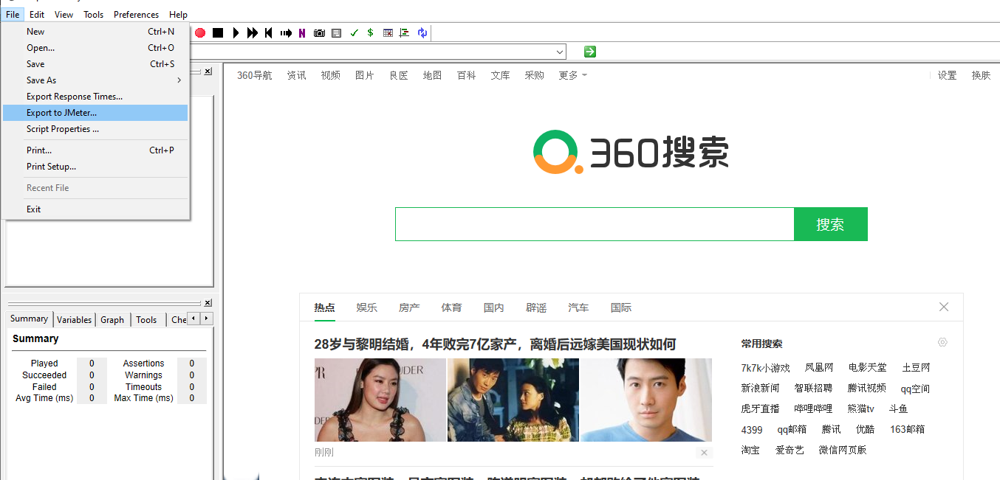 File Edit View Tools Preferences Help
New Ctrl+N
Open... Ctrl+O
Save Ctrl+S
Save As
Export Response Times...
Export to JMeter...
Script Properties ...
Print... Ctrl+P
Print Setup...
Recent File
Exit
360导航 资讯 视频 图片 良医 地图 百科 文库 采购 更多
设置 换肤
360搜索
搜索
热点 娱乐 房产 体育 国内 辟谣 汽车 国际
28岁与黎明结婚，4年败完7亿家产，离婚后远嫁美国现状如何
刚刚
常用搜索
7k7k小游戏 凤凰网 电影天堂 土豆网
新浪新闻 智联招聘 腾讯视频 qq空间
虎牙直播 哔哩哔哩 熊猫tv 斗鱼
4399 qq邮箱 腾讯 优酷 163邮箱
淘宝 爱奇艺 微信网页版
Summary Variables Graph Tools Che
Summary
Played 0 Assertions 0
Succeeded 0 Warnings 0
Failed 0 Timeouts 0
Avg Time (ms) 0 Max Time (ms) 0